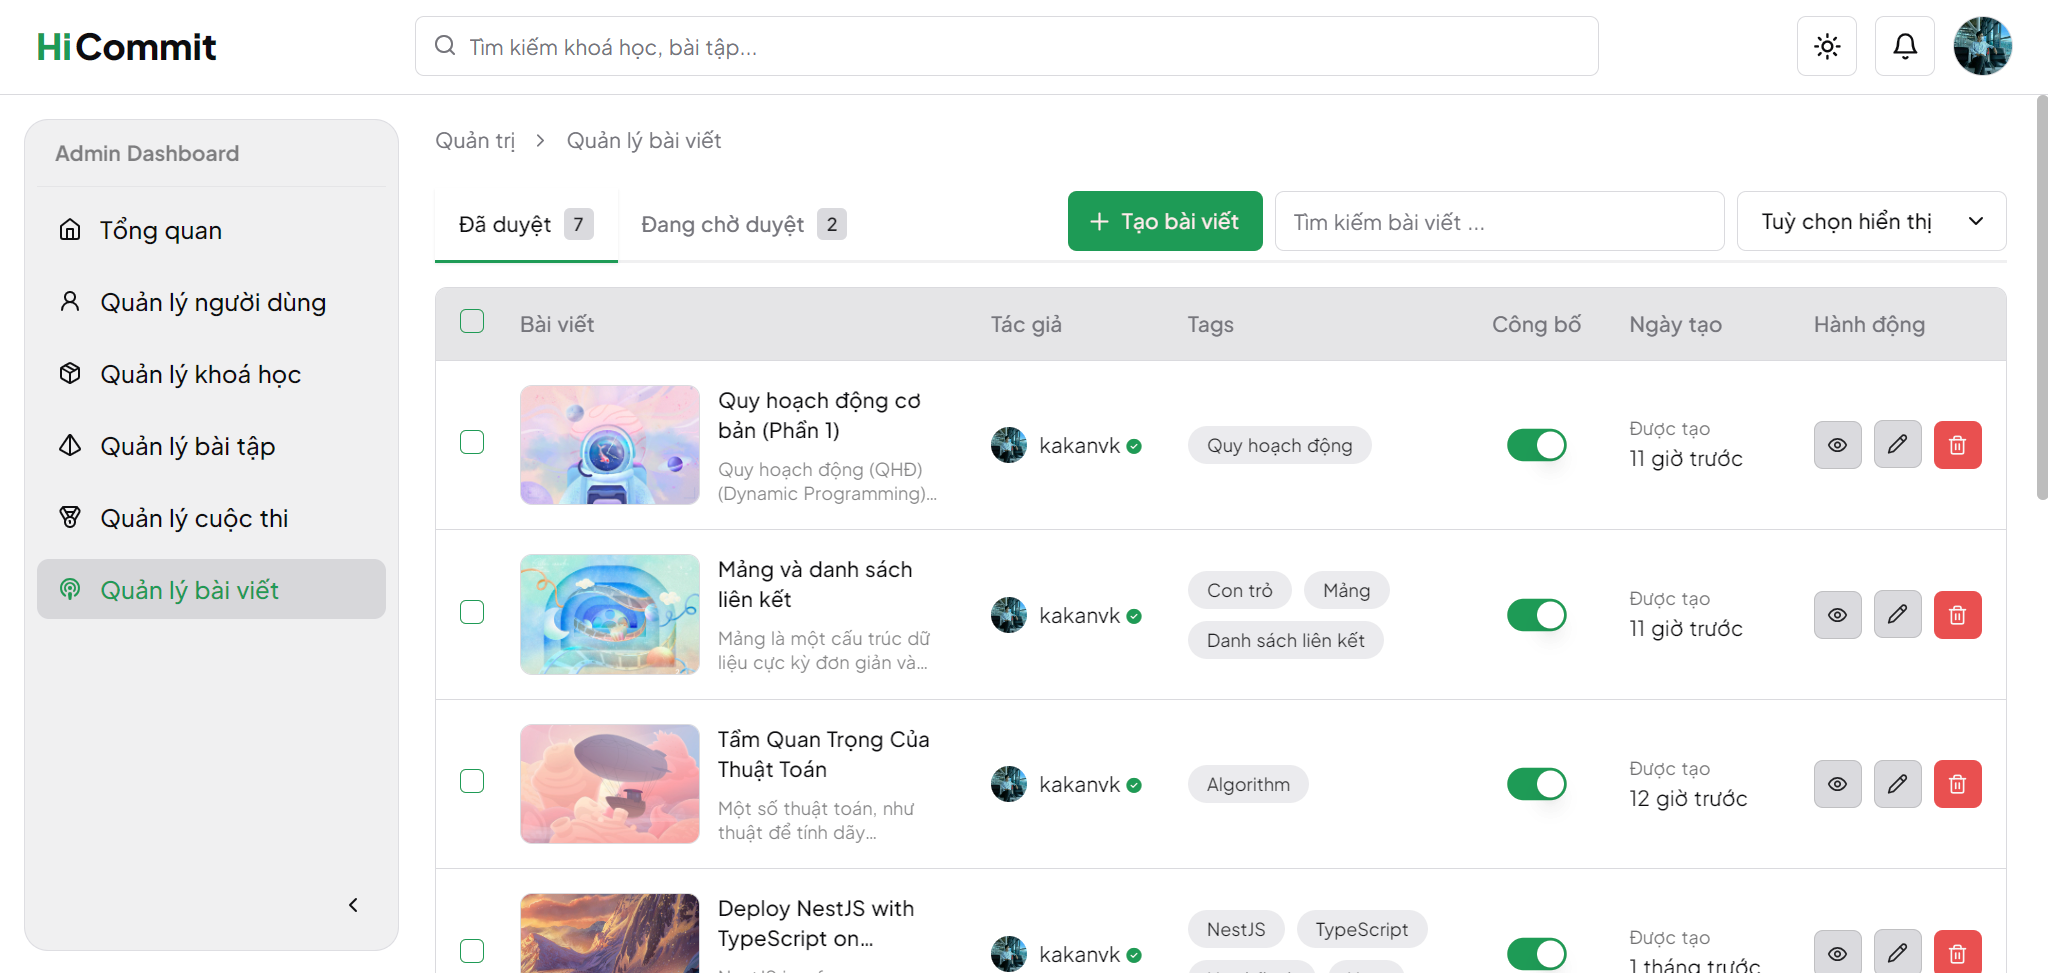 HiCommit
Tìm kiếm khoá học, bài tập...
Admin Dashboard
Tổng quan
Quản lý người dùng
Quản lý khoá học
Quản lý bài tập
Quản lý cuộc thi
Quản lý bài viết
Quản trị > Quản lý bài viết
Đã duyệt 7
Đang chờ duyệt 2
+ Tạo bài viết
Tìm kiếm bài viết ...
Tuỳ chọn hiển thị
Bài viết Tác giả Tags Công bố Ngày tạo Hành động
Quy hoạch động cơ
bản (Phần 1)
Quy hoạch động (QHĐ)
(Dynamic Programming)...
kakanvk
Quy hoạch động
Được tạo
11 giờ trước
Mảng và danh sách
liên kết
Mảng là một cấu trúc dữ
liệu cực kỳ đơn giản và...
kakanvk
Con trỏ Mảng
Danh sách liên kết
Được tạo
11 giờ trước
Tầm Quan Trọng Của
Thuật Toán
Một số thuật toán, như
thuật để tính dãy...
kakanvk
Algorithm
Được tạo
12 giờ trước
Deploy NestJS with
TypeScript on...
kakanvk
NestJS TypeScript
Được tạo
1 tháng trước